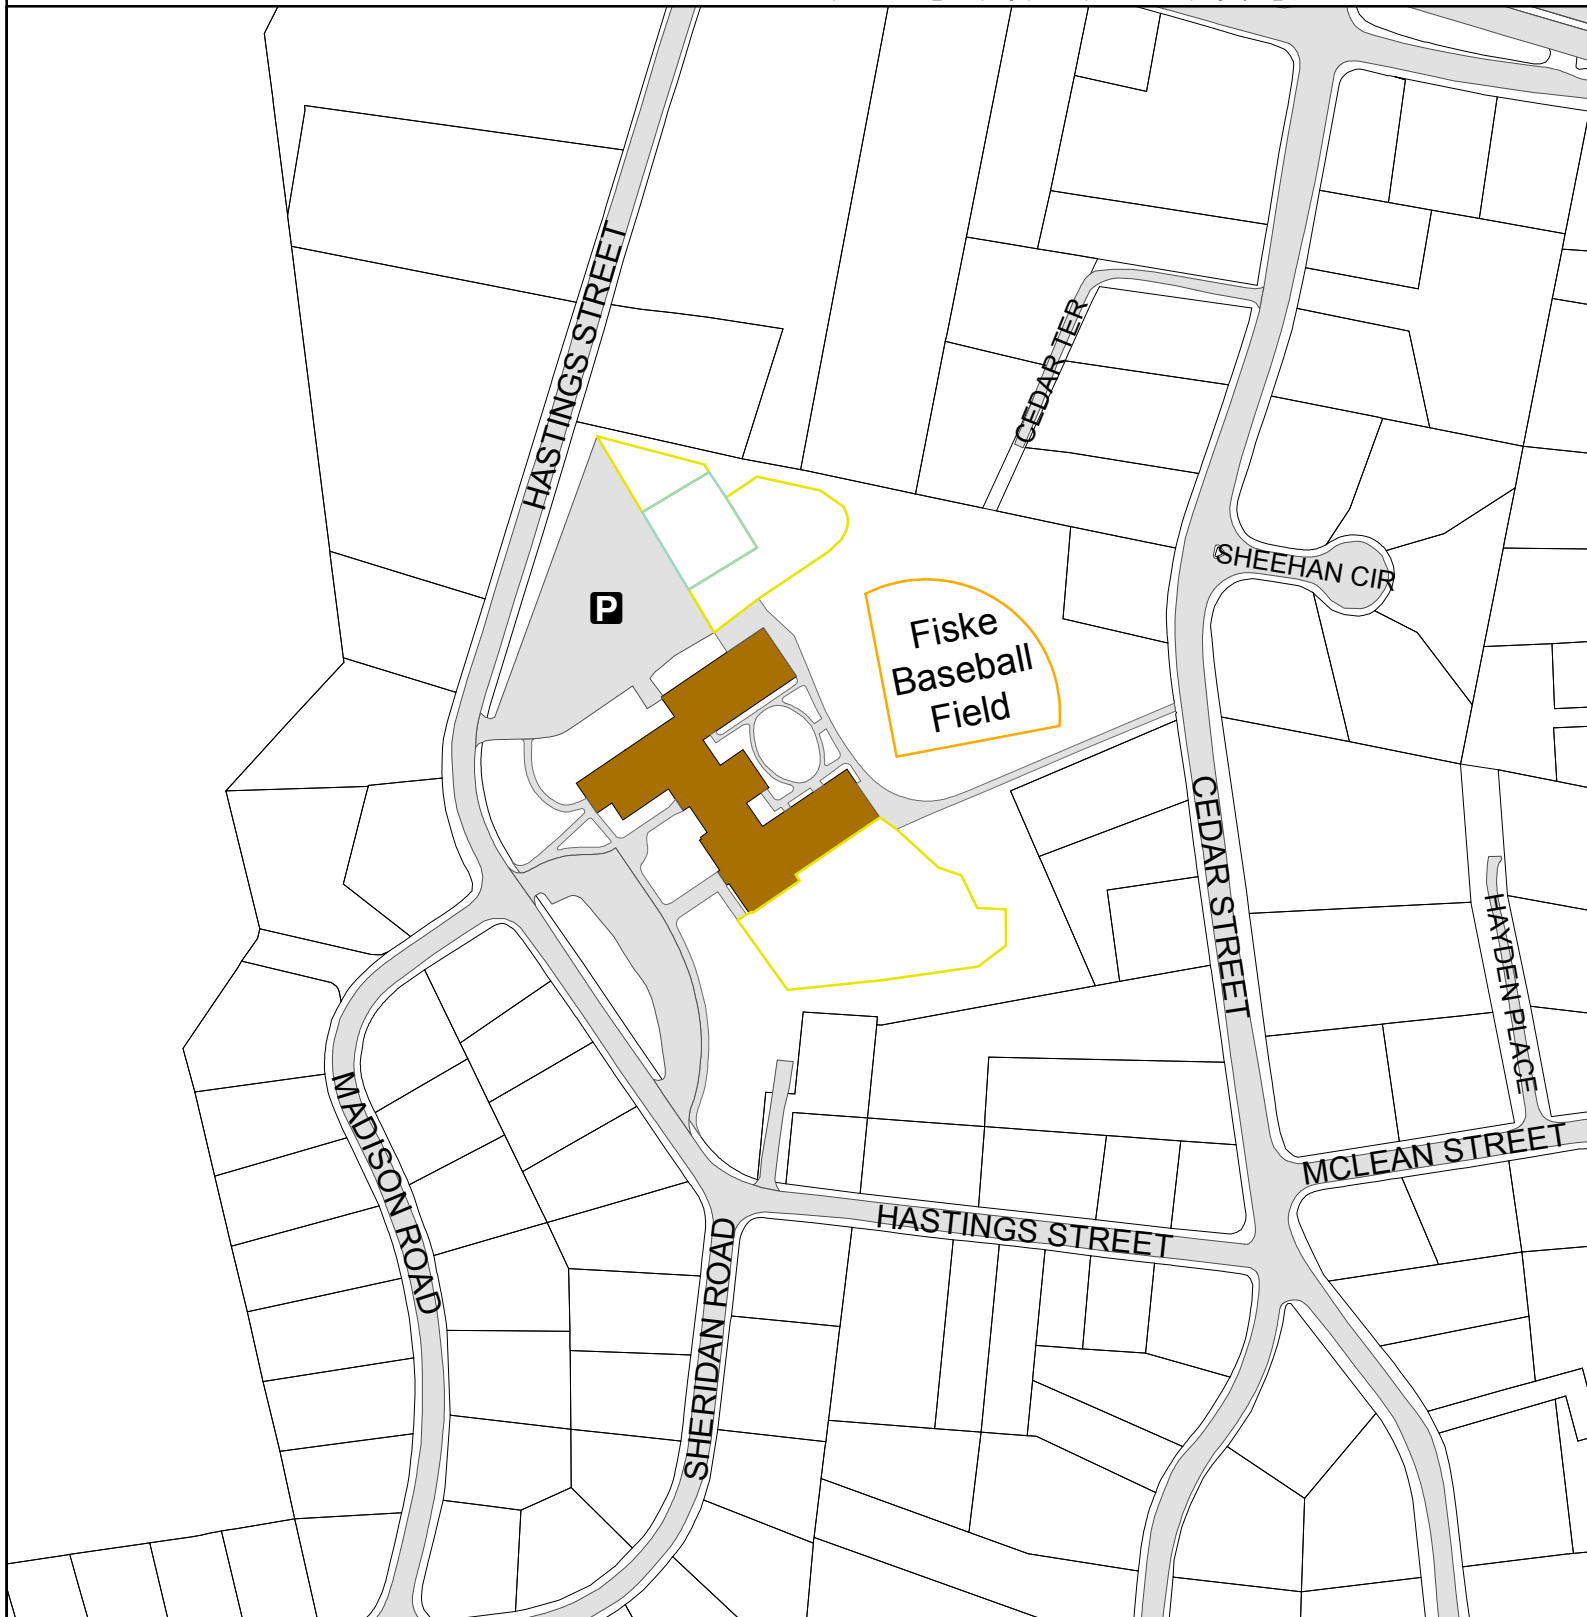 HASTINGS STREET
CEDAR TER
SHEEHAN CIR
P
Fiske
Baseball
Field
CEDAR STREET
HAYDEN PLACE
MADISON ROAD
MCLEAN STREET
HASTINGS STREET
SHERIDAN ROAD